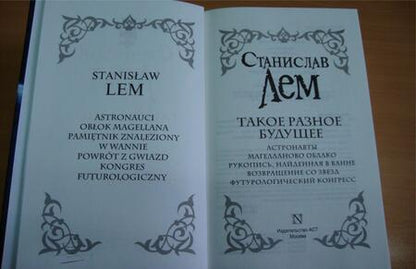 STANISŁAW
LEM
ASTRONAUCI
OBŁOK MAGELLANA
PAMIĘTNIK ZNALEZIONY
W WANNIE
POWRÓT Z GWIAZD
KONGRES
FUTUROLOGICZNY
СТАНИСЛАВ
ЛЕМ
ТАКОЕ РАЗНОЕ
БУДУЩЕЕ
АСТРОНАВТЫ
МАГЕЛЛАНОВО ОБЛАКО
РУКОПИСЬ, НАЙДЕННАЯ В ВАННЕ
ВОЗВРАЩЕНИЕ СО ЗВЕЗД
ФУТУРОЛОГИЧЕСКИЙ КОНГРЕСС
N
Издательство АСТ
Москва